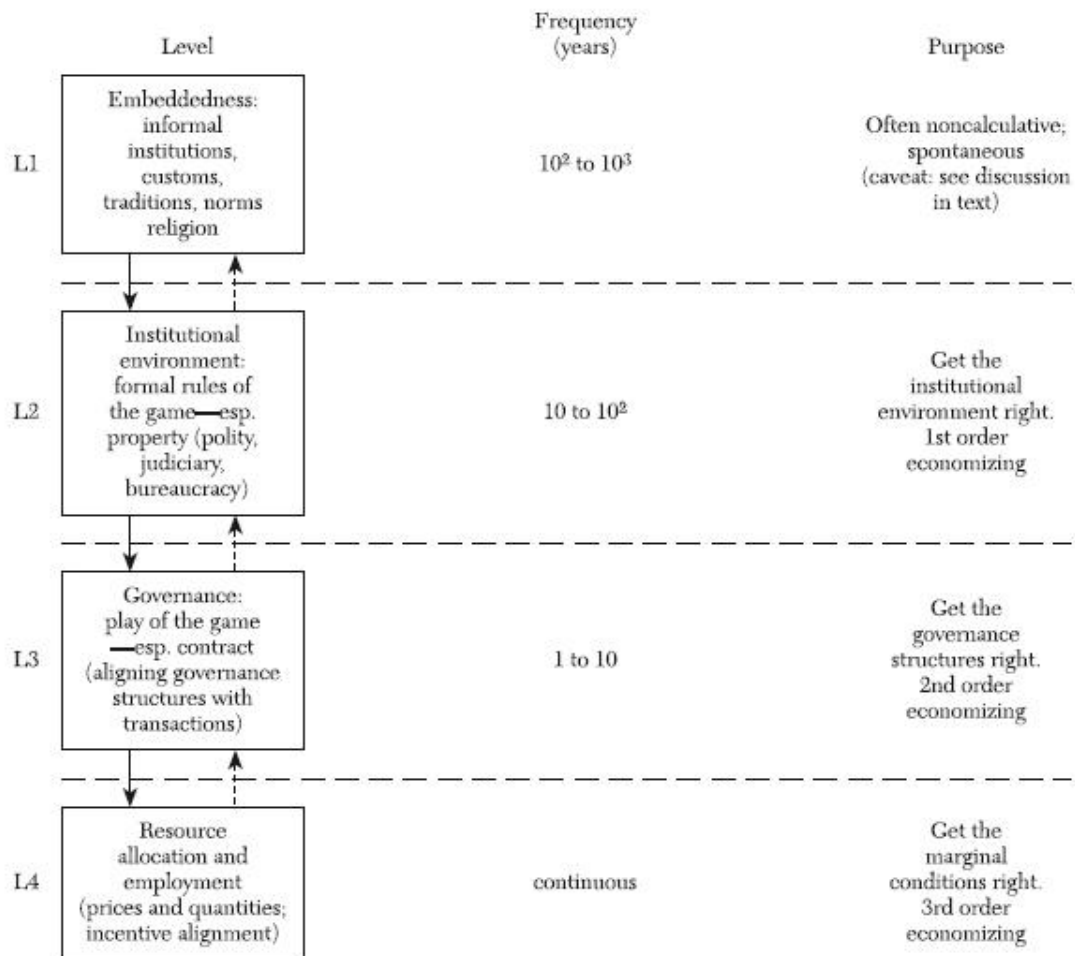 Level
Frequency
(years)
Purpose
L1
Embeddedness:
informal
institutions,
customs,
traditions, norms
religion
10² to 10³
Often noncalculative;
spontaneous
(caveat: see discussion
in text)
L2
Institutional
environment:
formal rules of
the game—esp.
property (polity,
judiciary,
bureaucracy)
10 to 10²
Get the
institutional
environment right.
1st order
economizing
L3
Governance:
play of the game
—esp. contract
(aligning governance
structures with
transactions)
1 to 10
Get the
governance
structures right.
2nd order
economizing
L4
Resource
allocation and
employment
(prices and quantities;
incentive alignment)
continuous
Get the
marginal
conditions right.
3rd order
economizing